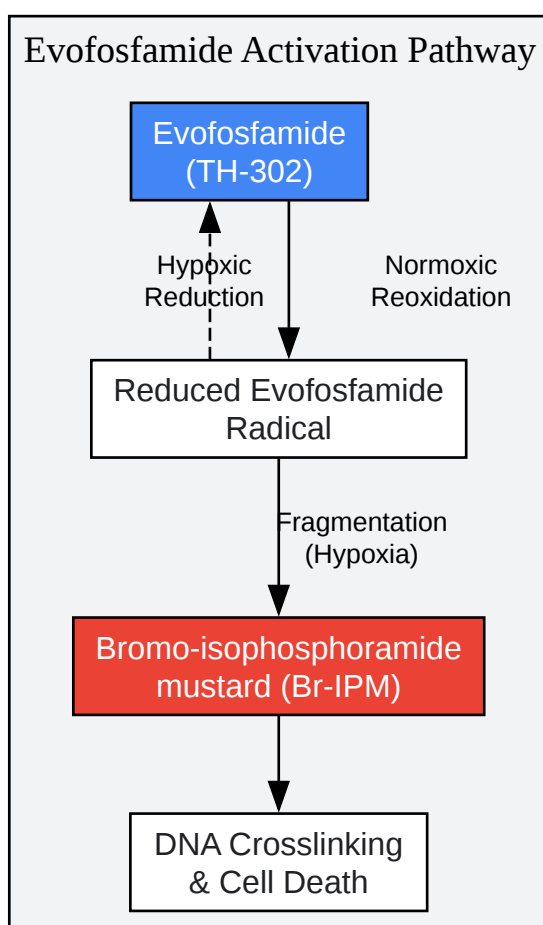 Evofosfamide Activation Pathway
Evofosfamide
(TH-302)
Hypoxic
Reduction
Normoxic
Reoxidation
Reduced Evofosfamide
Radical
Fragmentation
(Hypoxia)
Bromo-isophosphoramide
mustard (Br-IPM)
DNA Crosslinking
& Cell Death